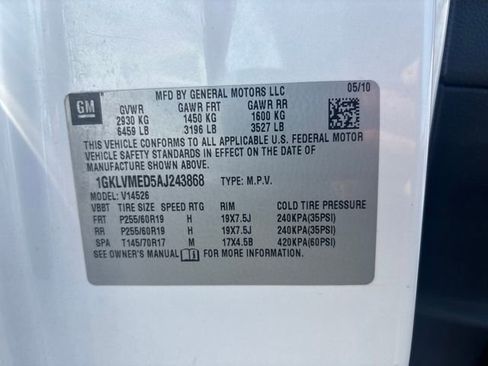 MFD BY GENERAL MOTORS LLC 05/10
GM
GVWR GAWR FRT GAWR RR
2930 KG 1450 KG 1600 KG
6459 LB 3196 LB 3527 LB
THIS VEHICLE CONFORMS TO ALL APPLICABLE U.S. FEDERAL MOTOR
VEHICLE SAFETY STANDARDS IN EFFECT ON THE DATE OF
MANUFACTURE SHOWN ABOVE.
1GKLVMED5AJ243868 TYPE: M.P.V.
MODEL: V14526
VBBT TIRE SIZE SPEED RTG RIM COLD TIRE PRESSURE
FRT P255/60R19 H 19X7.5J 240KPA(35PSI)
RR P255/60R19 H 19X7.5J 240KPA(35PSI)
SPA T145/70R17 M 17X4.5B 420KPA(60PSI)
SEE OWNER'S MANUAL FOR MORE INFORMATION.